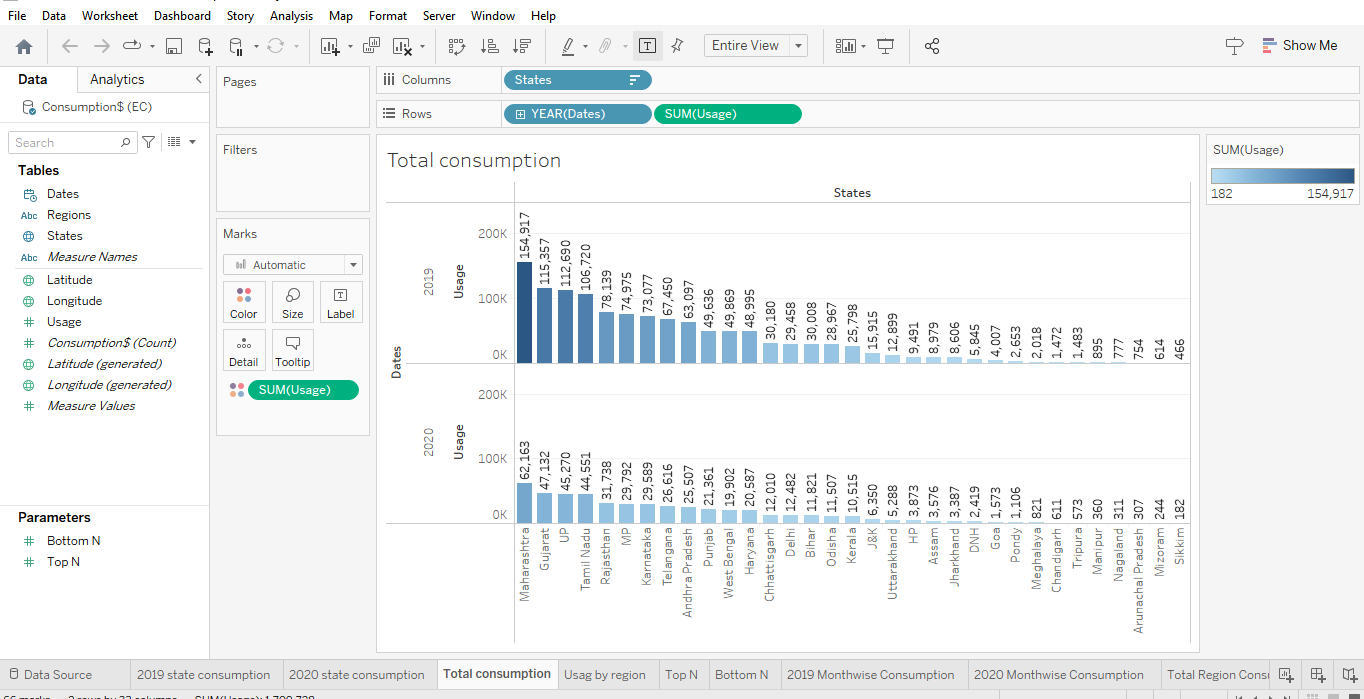 File Data Worksheet Dashboard Story Analysis Map Format Server Window Help
Entire View Show Me
Data Analytics
Consumption$ (EC)
Search
Tables
Dates
Abc Regions
States
Abc Measure Names
Latitude
Longitude
Usage
Consumption$ (Count)
Latitude (generated)
Longitude (generated)
Measure Values
Parameters
Bottom N
Top N
Pages
Filters
Marks
Automatic
Color Size Label
Detail Tooltip
SUM(Usage)
Columns States
Rows YEAR(Dates) SUM(Usage)
Total consumption
States
Dates
2019
Usage
200K
100K
0K
154,917 115,357 112,690 106,720 78,139 74,975 73,077 67,450 63,097 49,636 49,869 48,995 30,180 29,458 30,008 28,967 25,798 15,915 12,899 9,491 8,979 8,606 5,845 4,007 2,653 2,018 1,472 1,483 895 777 754 614 466
2020
Usage
200K
100K
0K
62,163 47,132 45,270 44,551 31,738 29,792 29,589 26,616 25,507 21,361 19,902 20,587 12,010 12,482 11,821 11,507 10,515 6,350 5,288 3,873 3,576 3,387 2,419 1,573 1,106 821 611 573 360 311 307 244 182
Maharashtra Gujarat UP Tamil Nadu Rajasthan MP Karnataka Telangana Andhra Pradesh Punjab West Bengal Haryana Chhattisgarh Delhi Bihar Odisha Kerala J&K Uttarakhand HP Assam Jharkhand DNH Goa Pondy Meghalaya Chandigarh Tripura Manipur Nagaland Arunachal Pradesh Mizoram Sikkim
SUM(Usage)
182 154,917
Data Source 2019 state consumption 2020 state consumption Total consumption Usag by region Top N Bottom N 2019 Monthwise Consumption 2020 Monthwise Consumption Total Region Consu